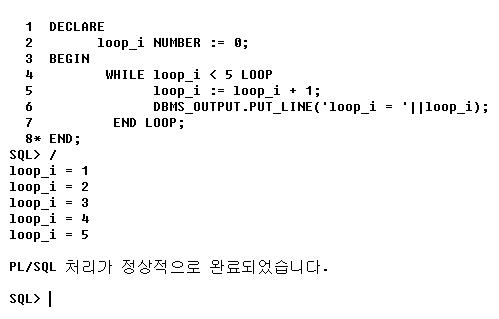 1 DECLARE
2 loop_i NUMBER := 0;
3 BEGIN
4 WHILE loop_i < 5 LOOP
5 loop_i := loop_i + 1;
6 DBMS_OUTPUT.PUT_LINE('loop_i = '||loop_i);
7 END LOOP;
8* END;
SQL> /
loop_i = 1
loop_i = 2
loop_i = 3
loop_i = 4
loop_i = 5
PL/SQL 처리가 정상적으로 완료되었습니다.
SQL>